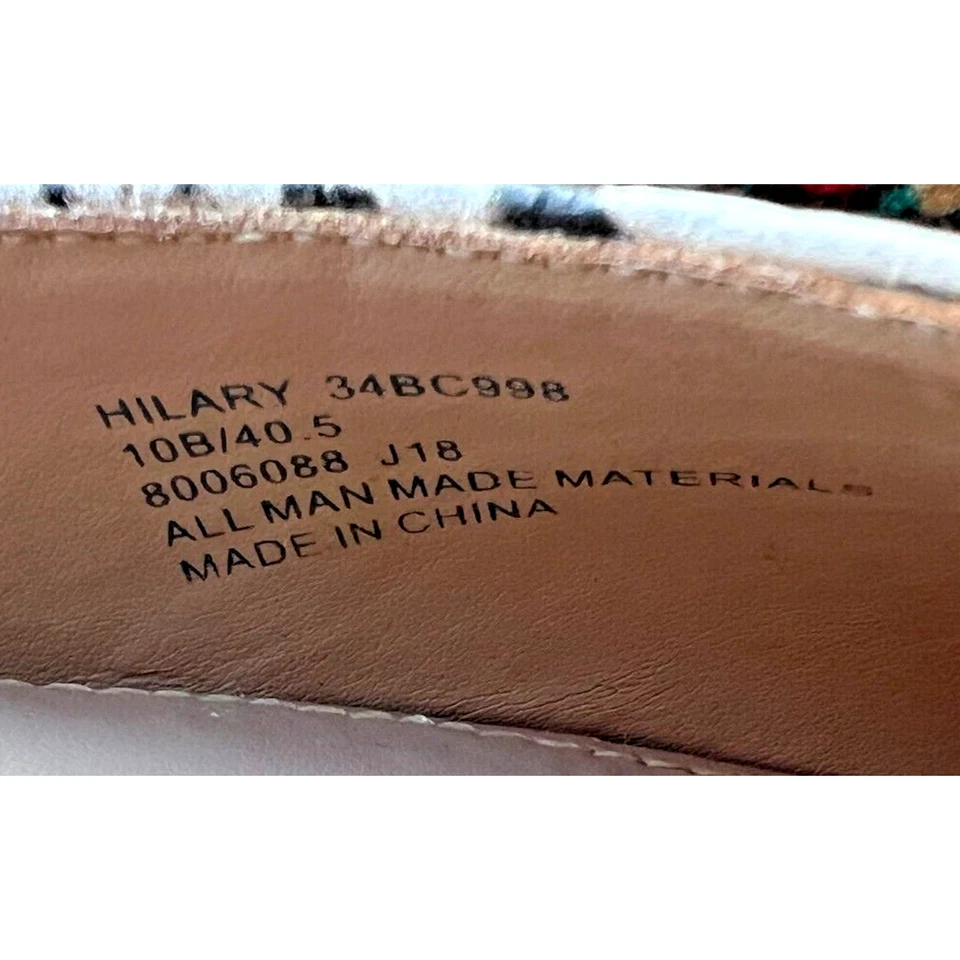 HILARY 34BC998
10B/40.5
8006088 J18
ALL MAN MADE MATERIALS
MADE IN CHINA